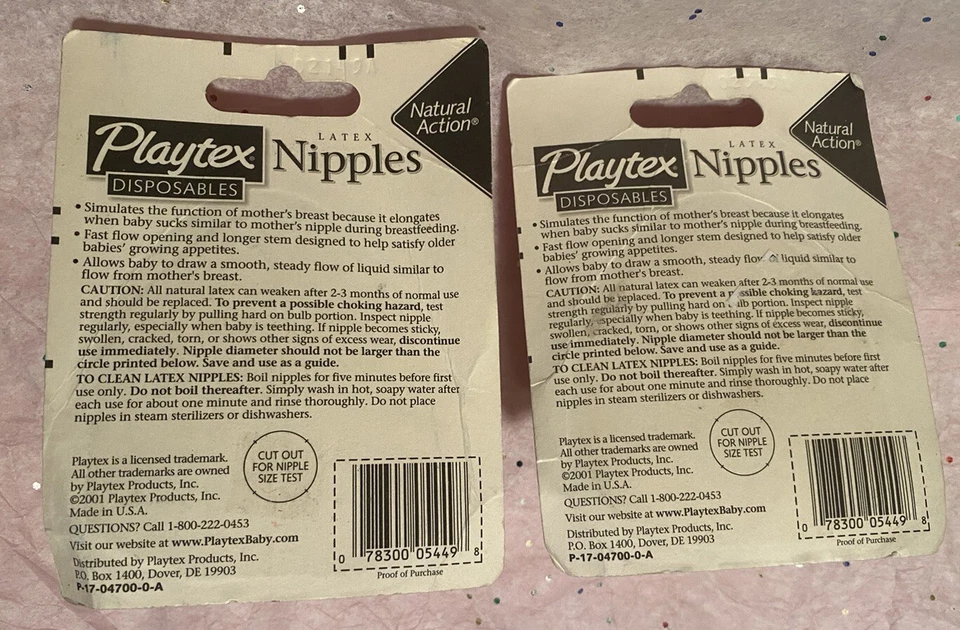 Natural
Action®
Playtex®
DISPOSABLES
LATEX
Nipples
• Simulates the function of mother's breast because it elongates
when baby sucks similar to mother's nipple during breastfeeding.
• Fast flow opening and longer stem designed to help satisfy older
babies' growing appetites.
• Allows baby to draw a smooth, steady flow of liquid similar to
flow from mother's breast.
CAUTION: All natural latex can weaken after 2-3 months of normal use
and should be replaced. To prevent a possible choking hazard, test
strength regularly by pulling hard on bulb portion. Inspect nipple
regularly, especially when baby is teething. If nipple becomes sticky,
swollen, cracked, torn, or shows other signs of excess wear, discontinue
use immediately. Nipple diameter should not be larger than the
circle printed below. Save and use as a guide.
TO CLEAN LATEX NIPPLES: Boil nipples for five minutes before first
use only. Do not boil thereafter. Simply wash in hot, soapy water after
each use for about one minute and rinse thoroughly. Do not place
nipples in steam sterilizers or dishwashers.
Playtex is a licensed trademark.
All other trademarks are owned
by Playtex Products, Inc.
©2001 Playtex Products, Inc.
Made in U.S.A.
QUESTIONS? Call 1-800-222-0453
Visit our website at www.PlaytexBaby.com
Distributed by Playtex Products, Inc.
P.O. Box 1400, Dover, DE 19903
P-17-04700-0-A
CUT OUT
FOR NIPPLE
SIZE TEST
0 78300 05449 8
Proof of Purchase
Natural
Action®
Playtex®
DISPOSABLES
LATEX
Nipples
• Simulates the function of mother's breast because it elongates
when baby sucks similar to mother's nipple during breastfeeding.
• Fast flow opening and longer stem designed to help satisfy older
babies' growing appetites.
• Allows baby to draw a smooth, steady flow of liquid similar to
flow from mother's breast.
CAUTION: All natural latex can weaken after 2-3 months of normal use
and should be replaced. To prevent a possible choking hazard, test
strength regularly by pulling hard on bulb portion. Inspect nipple
regularly, especially when baby is teething. If nipple becomes sticky,
swollen, cracked, torn, or shows other signs of excess wear, discontinue
use immediately. Nipple diameter should not be larger than the
circle printed below. Save and use as a guide.
TO CLEAN LATEX NIPPLES: Boil nipples for five minutes before first
use only. Do not boil thereafter. Simply wash in hot, soapy water after
each use for about one minute and rinse thoroughly. Do not place
nipples in steam sterilizers or dishwashers.
Playtex is a licensed trademark.
All other trademarks are owned
by Playtex Products, Inc.
©2001 Playtex Products, Inc.
Made in U.S.A.
QUESTIONS? Call 1-800-222-0453
Visit our website at www.PlaytexBaby.com
Distributed by Playtex Products, Inc.
P.O. Box 1400, Dover, DE 19903
P-17-04700-0-A
CUT OUT
FOR NIPPLE
SIZE TEST
0 78300 05449 8
Proof of Purchase